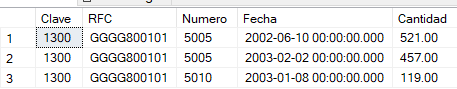 Clave RFC Numero Fecha Cantidad
1 1300 GGGG800101 5005 2002-06-10 00:00:00.000 521.00
2 1300 GGGG800101 5005 2003-02-02 00:00:00.000 457.00
3 1300 GGGG800101 5010 2003-01-08 00:00:00.000 119.00